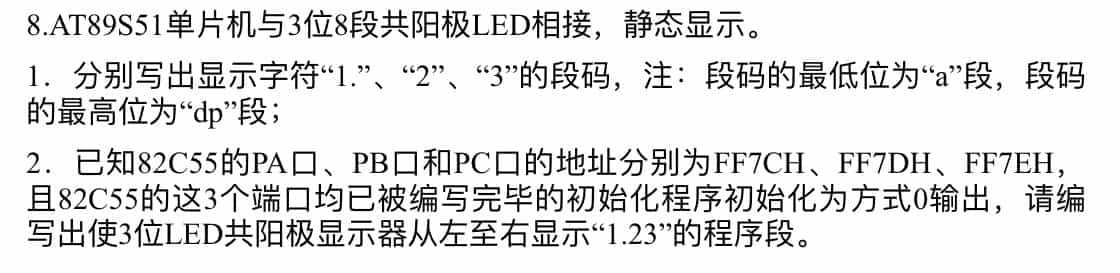 8.AT89S51单片机与3位8段共阳极LED相接，静态显示。
1．分别写出显示字符“1.”、“2”、“3”的段码，注：段码的最低位为“a”段，段码
的最高位为“dp”段；
2．已知82C55的PA口、PB口和PC口的地址分别为FF7CH、FF7DH、FF7EH，
且82C55的这3个端口均已被编写完毕的初始化程序初始化为方式0输出，请编
写出使3位LED共阳极显示器从左至右显示“1.23”的程序段。